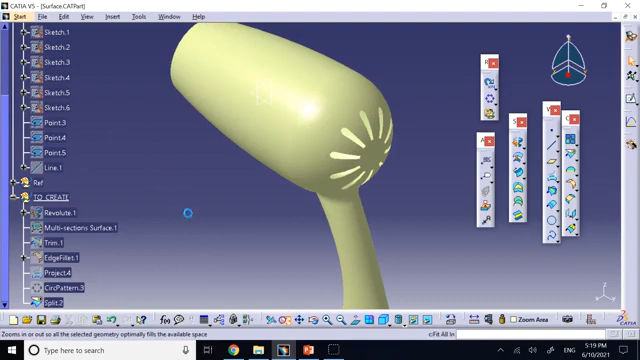 CATIA V5 - [Surface.CATPart]
Start File Edit View Insert Tools Window Help
Sketch.1
Sketch.2
Sketch.3
Sketch.4
Sketch.5
Sketch.6
Point.3
Point.4
Point.5
Line.1
Ref
TO_CREATE
Revolute.1
Multi-sections Surface.1
Trim.1
EdgeFillet.1
Project.4
CircPattern.3
Split.2
Zooms in or out so all the selected geometry optimally fills the available space
c:Fit All In
Zoom Area
CATIA
Type here to search
ENG
5:19 PM
6/10/2021